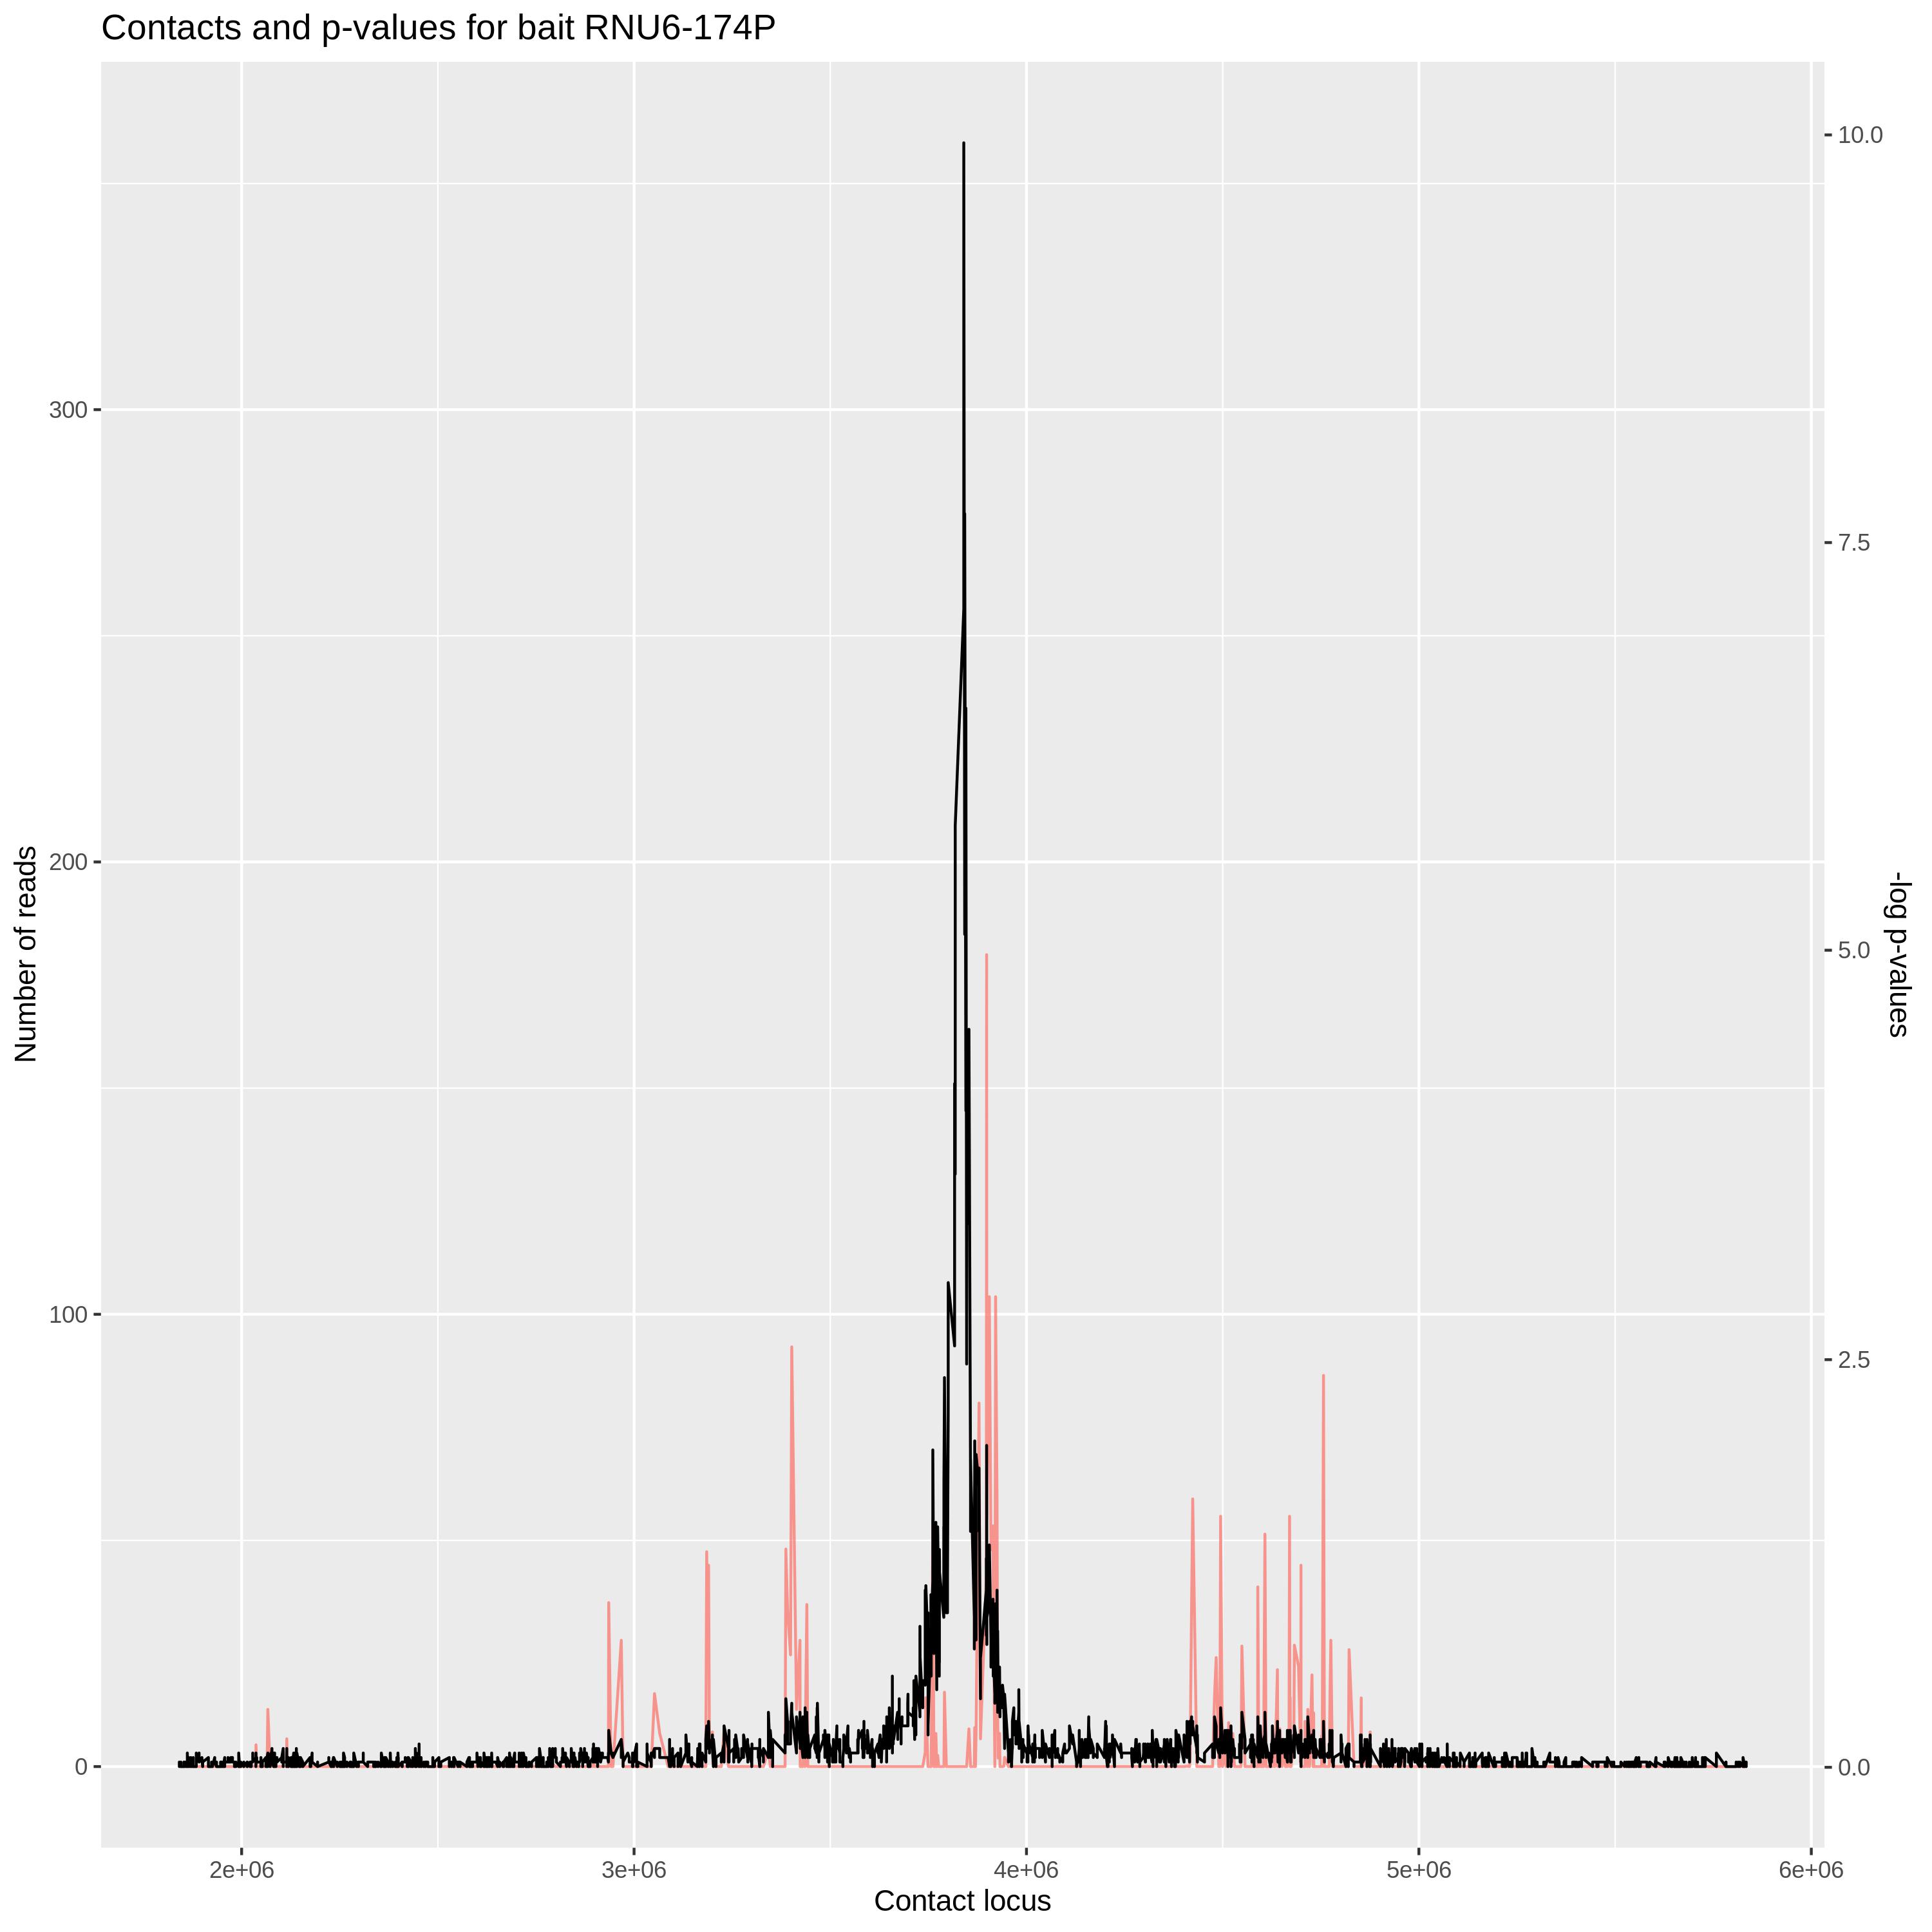 Contacts and p-values for bait RNU6-174P
Number of reads
300
200
100
0
10.0
7.5
5.0
2.5
0.0
-log p-values
2e+06
3e+06
4e+06
5e+06
6e+06
Contact locus